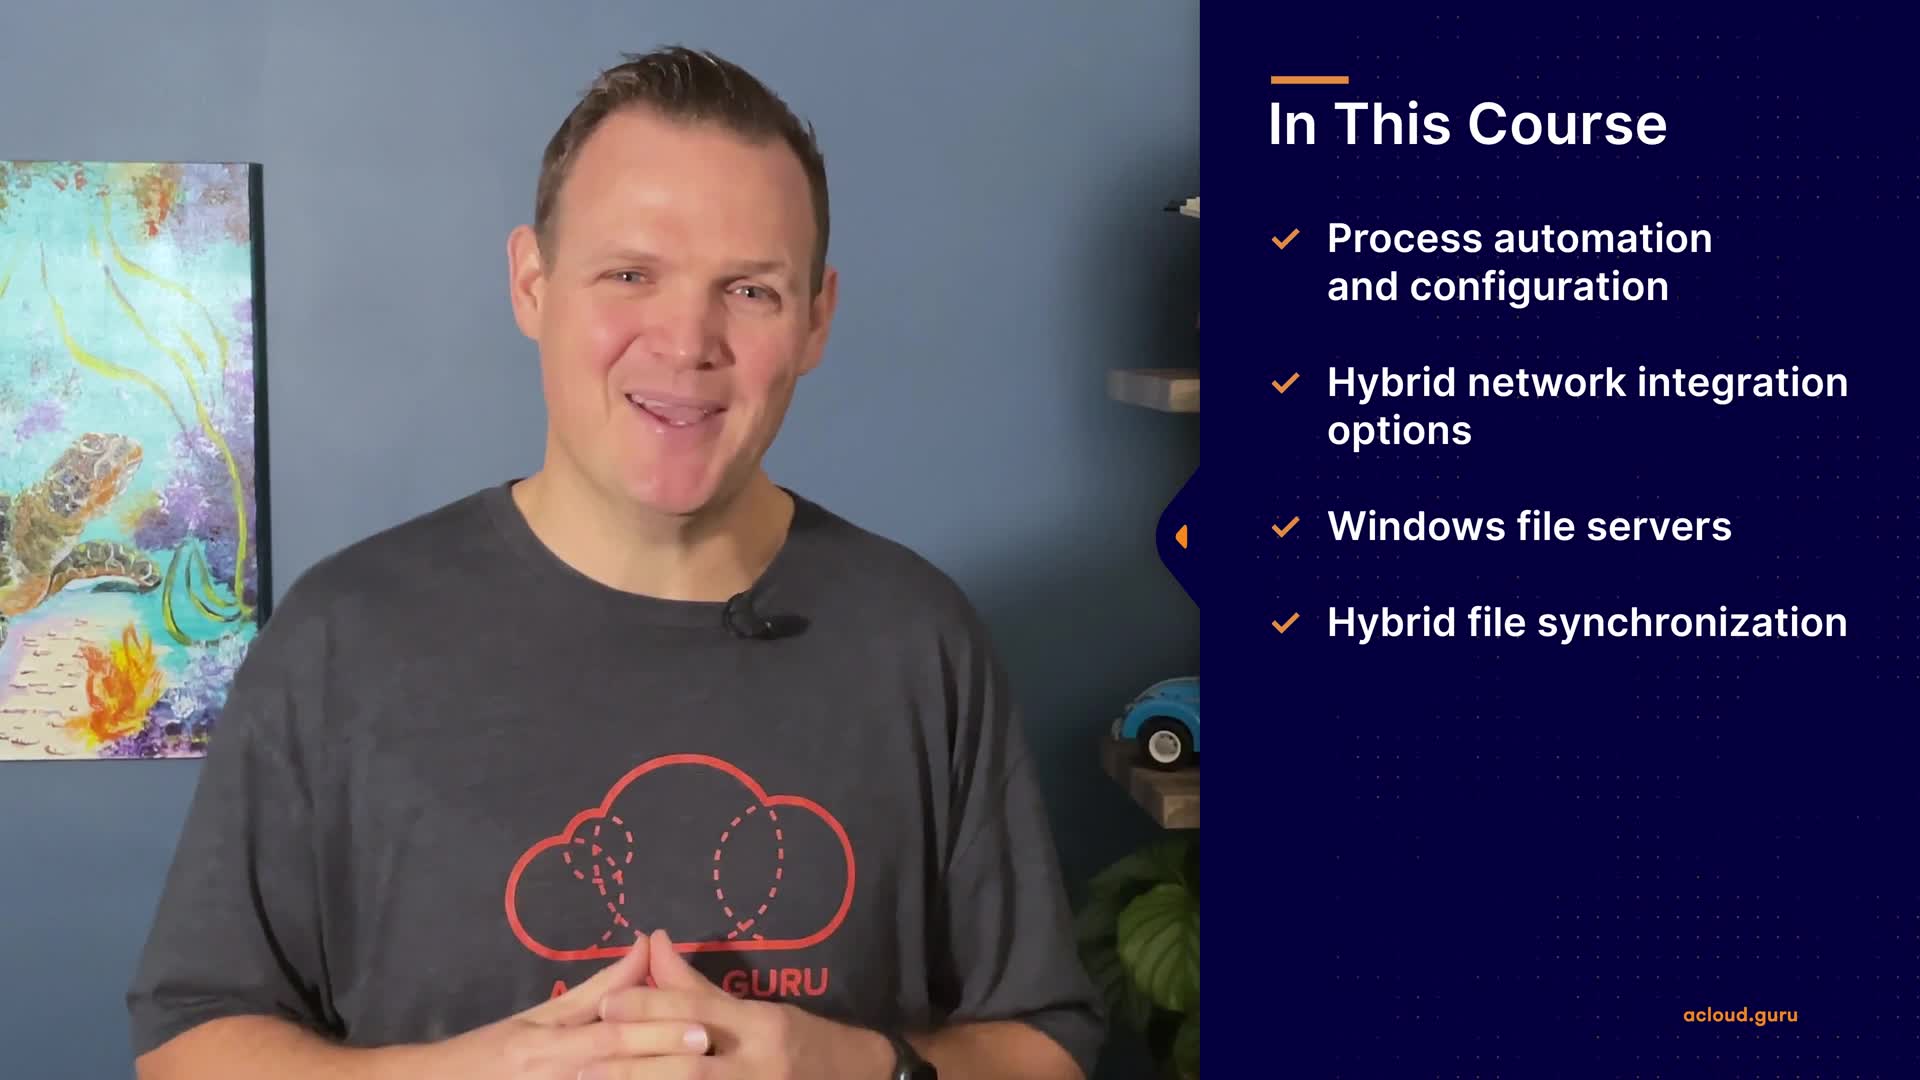 In This Course
Process automation
and configuration
Hybrid network integration
options
Windows file servers
Hybrid file synchronization
GURU
acloud.guru